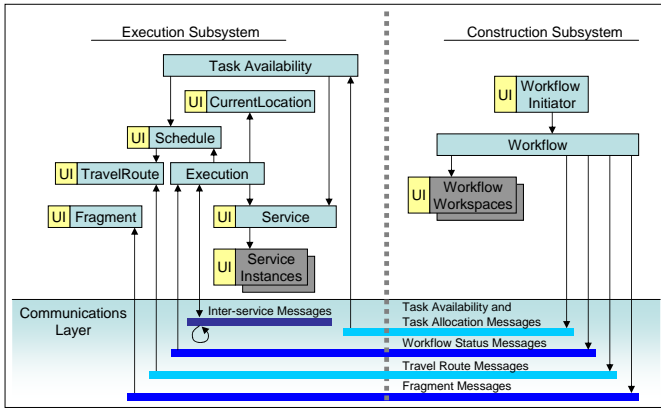 Execution Subsystem
Construction Subsystem
Task Availability
UI CurrentLocation
UI Schedule
UI TravelRoute
Execution
UI Fragment
UI Service
UI Service
Instances
UI Workflow
Initiator
Workflow
UI Workflow
Workspaces
Communications
Layer
Inter-service Messages
Task Availability and
Task Allocation Messages
Workflow Status Messages
Travel Route Messages
Fragment Messages